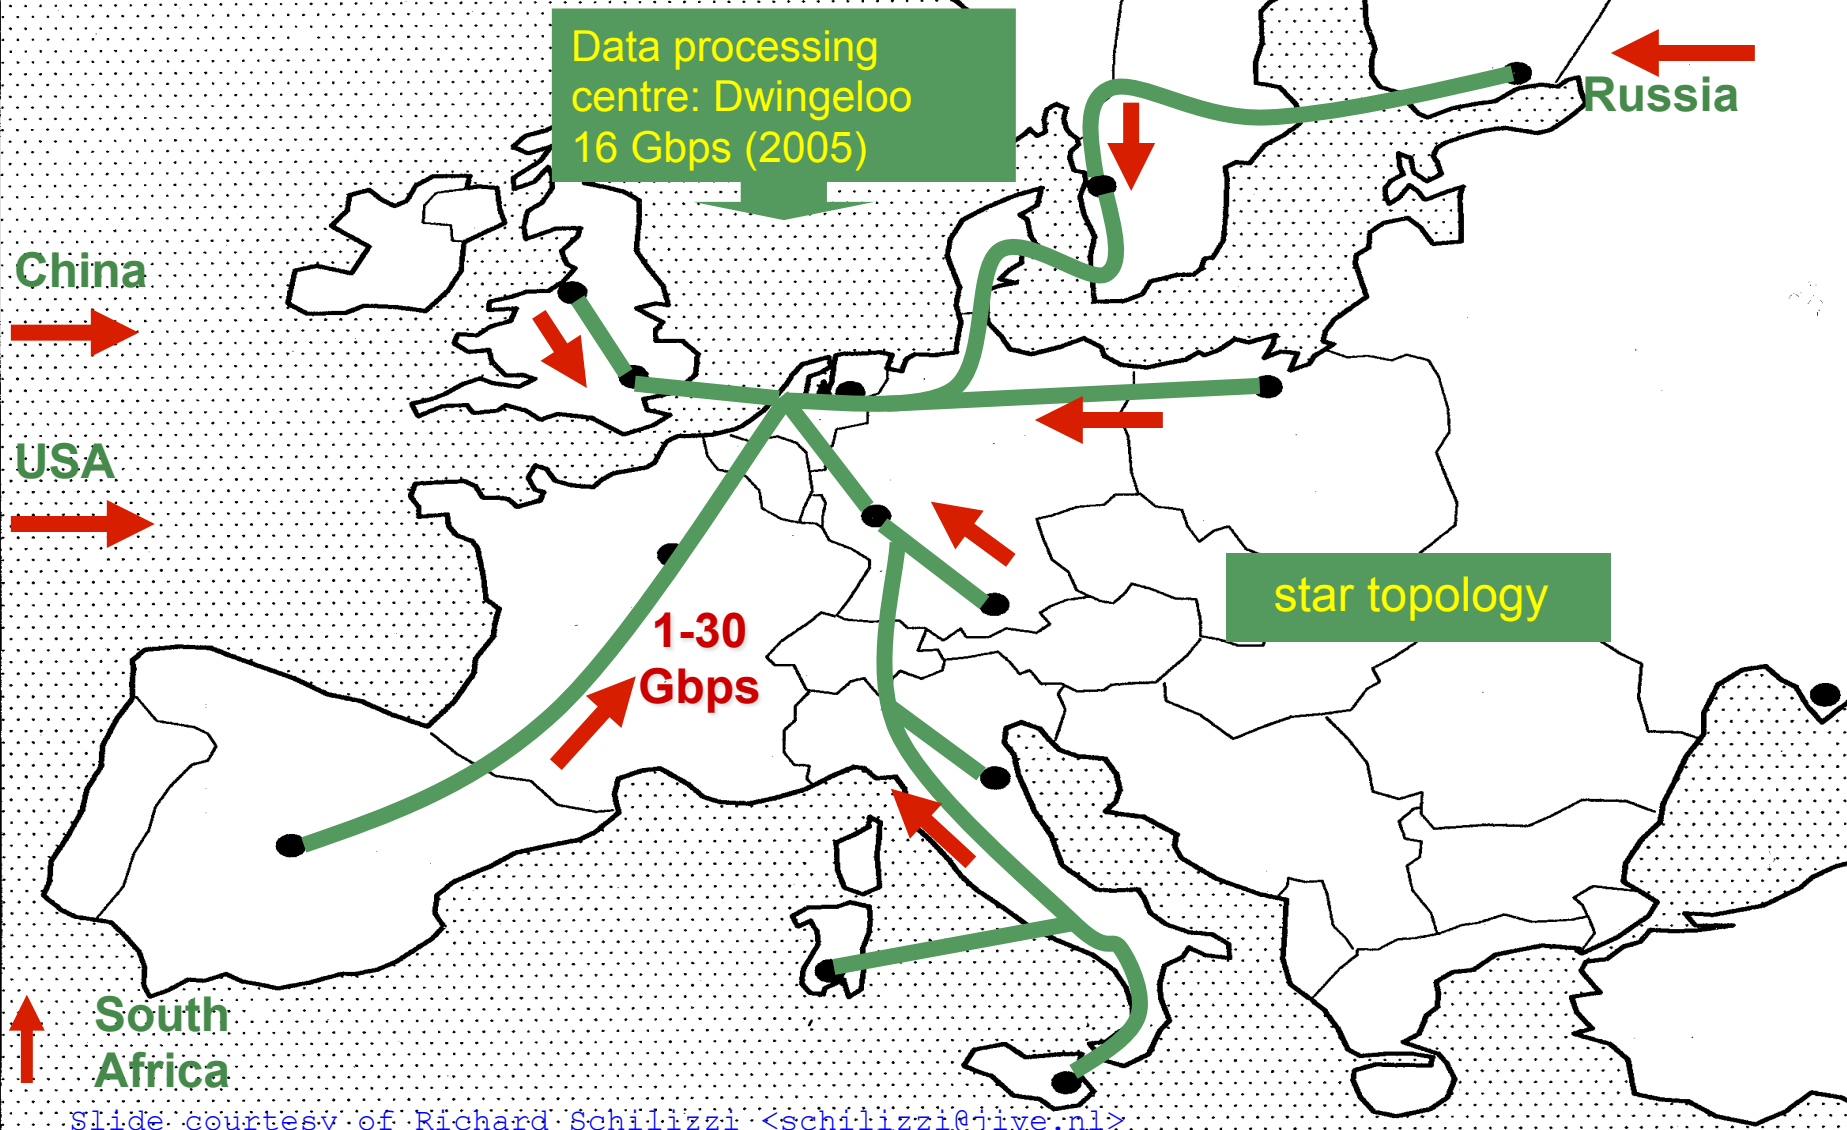 Data processing
centre: Dwingeloo
16 Gbps (2005)
Russia
China
USA
star topology
1-30
Gbps
South
Africa
Slide courtesy of Richard Schilizzi <schilizzi@jive.nl>